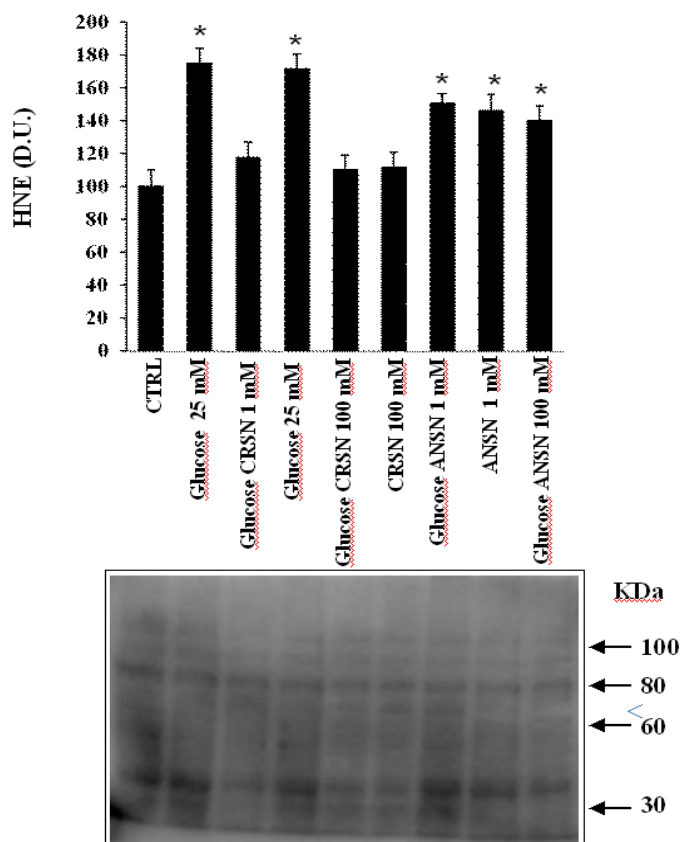 200
180
160
140
120
100
80
60
40
20
0
HNE (D.U.)
* * * * *
CTRL
Glucose 25 mM
Glucose CRSN 1 mM
Glucose 25 mM
Glucose CRSN 100 mM
CRSN 100 mM
Glucose ANSN 1 mM
ANSN 1 mM
Glucose ANSN 100 mM
KDa
100
80
60
30